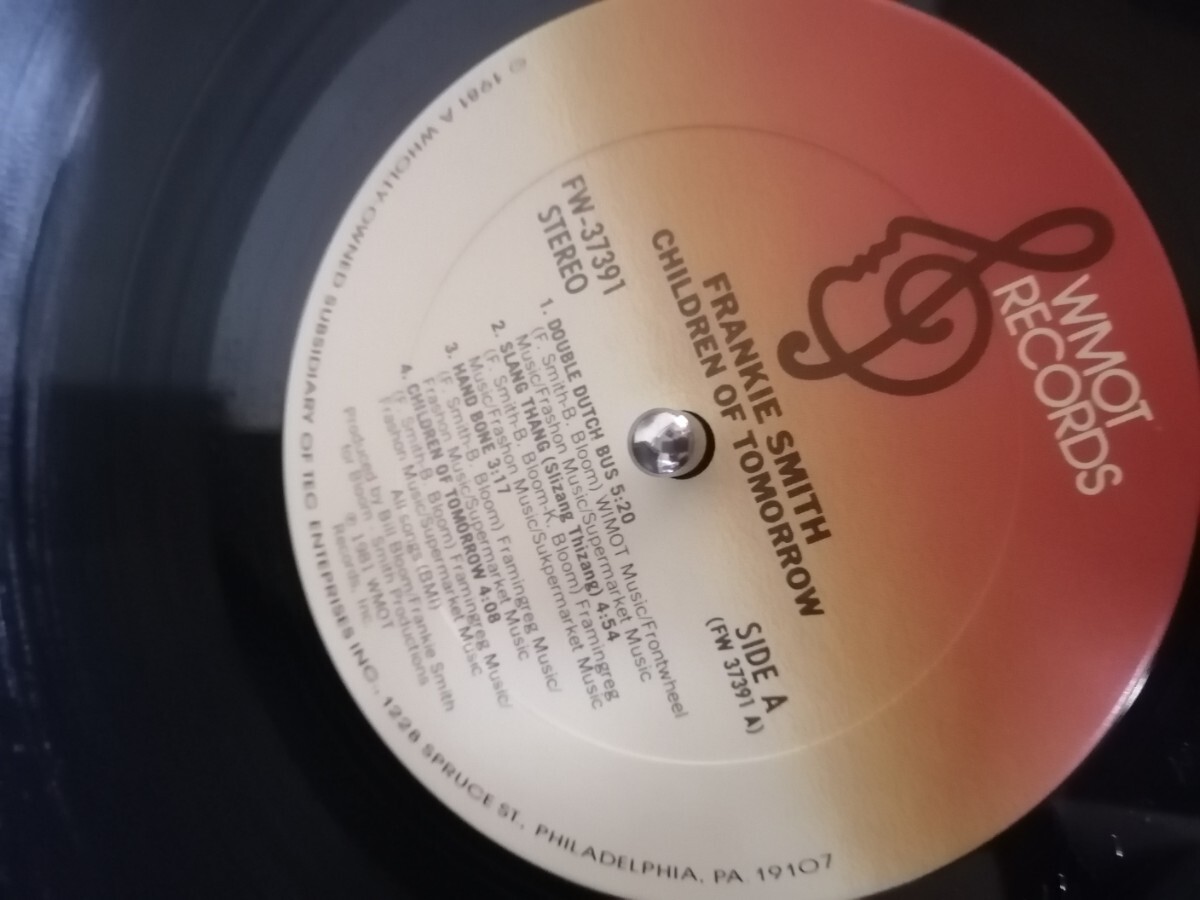 WMOT
RECORDS
FRANKIE SMITH
CHILDREN OF TOMORROW
FW-37391
STEREO
SIDE A
(FW 37391 A)
1. DOUBLE DUTCH BUS 5:20
(F. Smith-B. Bloom) WIMOT Music/Frontwheel
Music/Frashon Music/Supermarket Music
2. SLANG THANG (Slizang Thizang) 4:54
(F. Smith-B. Bloom-K. Bloom) Framingreg
Music/Frashon Music/Sukpermarket Music
3. HAND BONE 3:17
(F. Smith-B. Bloom) Framingreg Music/
Frashon Music/Supermarket Music
4. CHILDREN OF TOMORROW 4:08
(F. Smith-B. Bloom) Framingreg Music/
Frashon Music/Supermarket Music
All songs (BMI)
Produced by Bill Bloom/Frankie Smith
for Bloom · Smith Productions
℗ 1981 WMOT
Records, Inc.
© 1981 A WHOLLY-OWNED SUBSIDIARY OF TEC ENTERPRISES INC., 1228 SPRUCE ST., PHILADELPHIA, PA. 19107